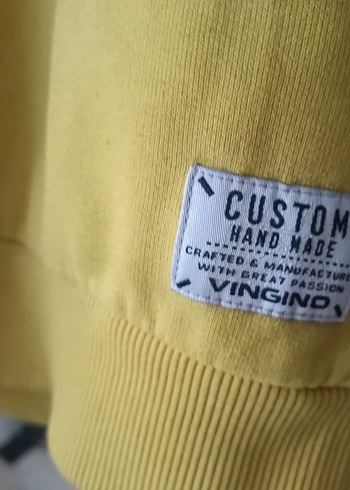 CUSTOM
HAND MADE
CRAFTED & MANUFACTURE
WITH GREAT PASSION
VINGINO